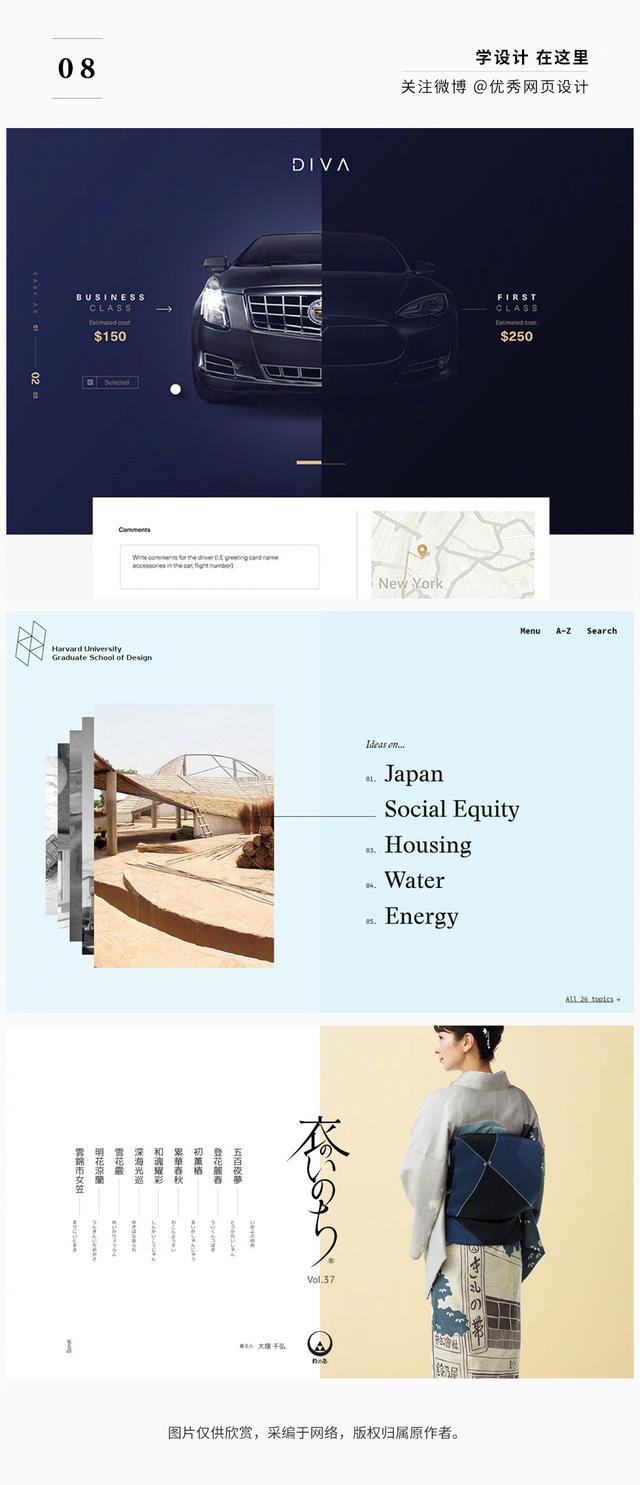 08
学设计 在这里
关注微博 @优秀网页设计
DIVA
EASY AS
01
02
03
BUSINESS
CLASS
Estimated cost:
$150
Selected
FIRST
CLASS
Estimated cost:
$250
Comments
Write comments for the driver (I.E greeting card name
accessories in the car, flight number)
New York
Harvard University
Graduate School of Design
Menu
A–Z
Search
Ideas on...
01. Japan
Social Equity
03. Housing
04. Water
05. Energy
All 26 topics →
衣のいのち
®
Vol.37
五百夜夢
登花麗春
初薫椿
累華春秋
和魂耀彩
深海光巡
雪花嚴
明花涼蘭
雲錦市女笠
大塚 千弘
きもの
图片仅供欣赏，采编于网络，版权归属原作者。